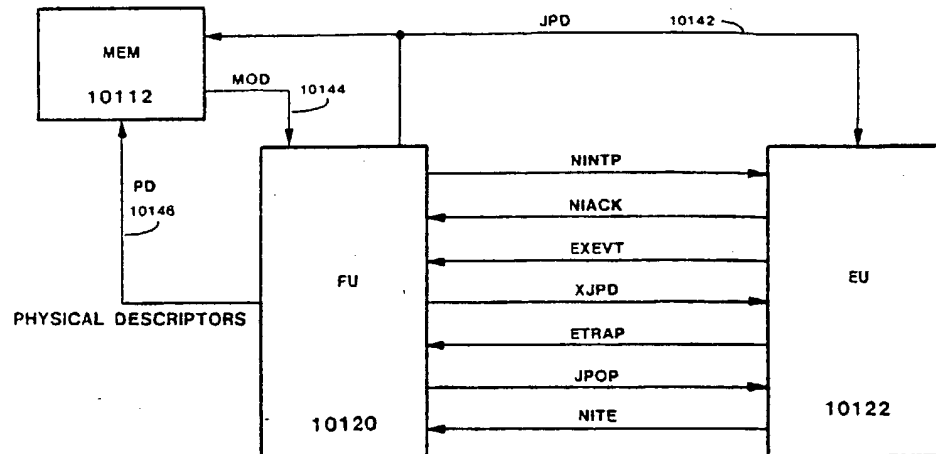 JPD
10142
MEM
10112
MOD
10144
PD
10146
PHYSICAL DESCRIPTORS
FU
10120
NINTP
NIACK
EXEVT
XJPD
ETRAP
JPOP
NITE
EU
10122